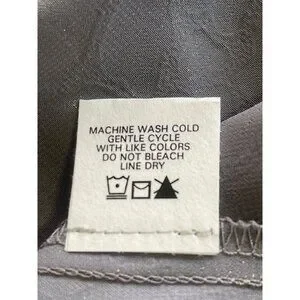 MACHINE WASH COLD
GENTLE CYCLE
WITH LIKE COLORS
DO NOT BLEACH
LINE DRY